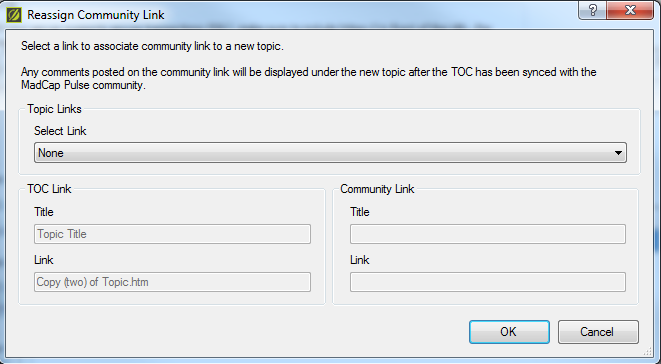 Reassign Community Link
Select a link to associate community link to a new topic.
Any comments posted on the community link will be displayed under the new topic after the TOC has been synced with the
MadCap Pulse community.
Topic Links
Select Link
None
TOC Link
Title
Topic Title
Link
Copy (two) of Topic.htm
Community Link
Title
Link
OK
Cancel